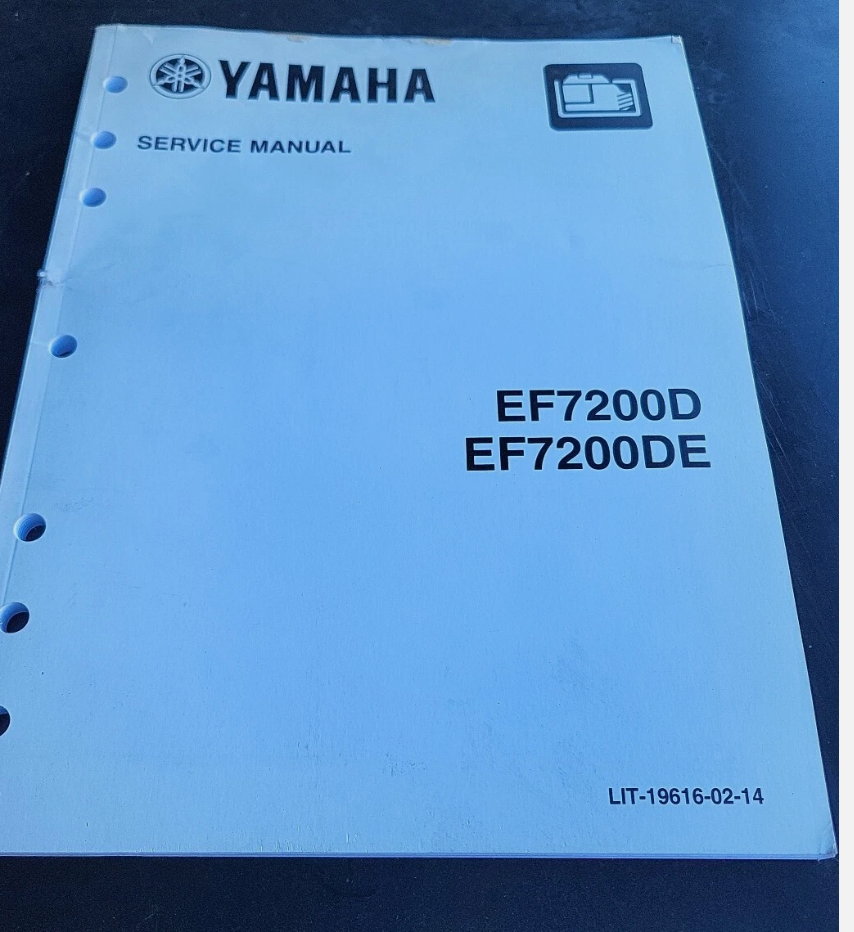 YAMAHA
SERVICE MANUAL
EF7200D
EF7200DE
LIT-19616-02-14